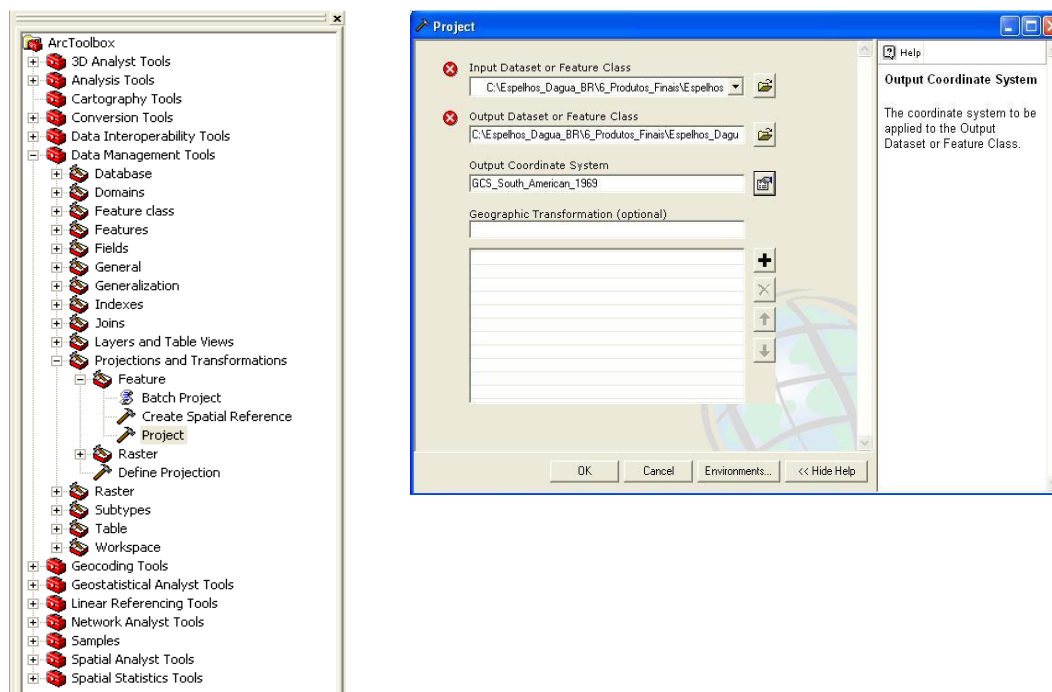 ArcToolbox
3D Analyst Tools
Analysis Tools
Cartography Tools
Conversion Tools
Data Interoperability Tools
Data Management Tools
Database
Domains
Feature class
Features
Fields
General
Generalization
Indexes
Joins
Layers and Table Views
Projections and Transformations
Feature
Batch Project
Create Spatial Reference
Project
Raster
Define Projection
Raster
Subtypes
Table
Workspace
Geocoding Tools
Geostatistical Analyst Tools
Linear Referencing Tools
Network Analyst Tools
Samples
Spatial Analyst Tools
Spatial Statistics Tools
Project
Input Dataset or Feature Class
C:\Espelhos_Dagua_BR\6_Produtos_Finais\Espelhos
Output Dataset or Feature Class
C:\Espelhos_Dagua_BR\6_Produtos_Finais\Espelhos_Dagu
Output Coordinate System
GCS_South_American_1969
Geographic Transformation (optional)
OK
Cancel
Environments...
<< Hide Help
Help
Output Coordinate System
The coordinate system to be
applied to the Output
Dataset or Feature Class.